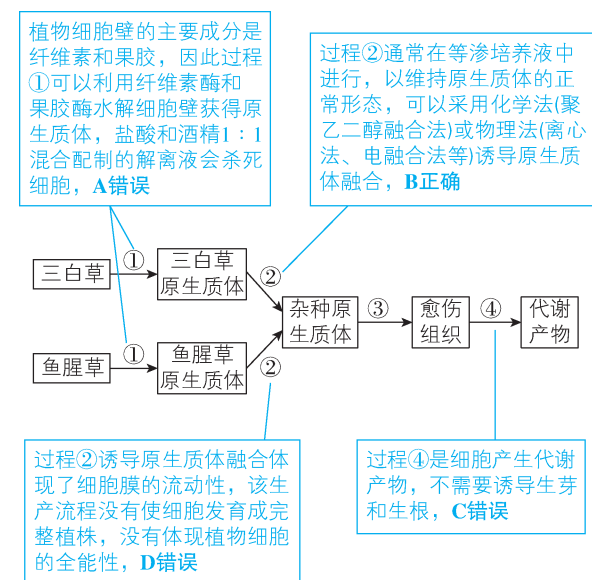 植物细胞壁的主要成分是
纤维素和果胶，因此过程
①可以利用纤维素酶和
果胶酶水解细胞壁获得原
生质体，盐酸和酒精1∶1
混合配制的解离液会杀死
细胞，A错误
过程②通常在等渗培养液中
进行，以维持原生质体的正
常形态，可以采用化学法(聚
乙二醇融合法)或物理法(离心
法、电融合法等)诱导原生质
体融合，B正确
三白草
①
三白草
原生质体
②
杂种原
生质体
③
愈伤
组织
④
代谢
产物
鱼腥草
①
鱼腥草
原生质体
②
过程②诱导原生质体融合体
现了细胞膜的流动性，该生
产流程没有使细胞发育成完
整植株，没有体现植物细胞
的全能性，D错误
过程④是细胞产生代谢
产物，不需要诱导生芽
和生根，C错误